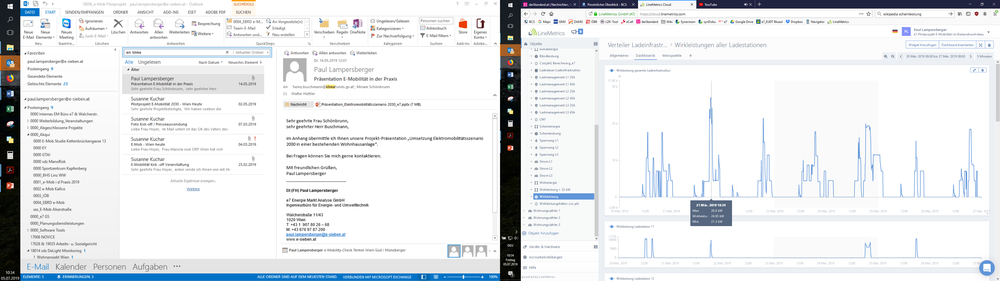 18056_e-Mob Pilotprojekt - paul.lampersberger@e-sieben.at - Outlook
SUCHTOOLS
DATEI START SENDEN/EMPFANGEN ORDNER ANSICHT ADD-INS ESET ADOBE PDF SUCHEN
Neue E-Mail
Neue Elemente
Neu
Neues Meeting
TeamVie...
Ignorieren
Aufräumen
Junk-E-Mail
Löschen
Löschen
Antworten
Allen antworten
Weiterleiten
Besprechung
Weitere
Antworten
0004_EBRD e-M...
Team-E-Mail
Antworten und...
An Vorgesetzte(n)
Erledigt
Neu erstellen
QuickSteps
Verschieben
Regeln
OneNote
Verschieben
Ungelesen/Gelesen
Kategorisieren
Zur Nachverfolgung
Kategorien
Personen suchen
Adressbuch
E-Mail filtern
Suchen
Store
Add-Ins
Eigenes Konto
Adobe...
Favoriten
paul.lampersberger@e-sieben.at
Posteingang 9
Gesendete Elemente
Gelöschte Elemente 23
paul.lampersberger@e-sieben.at
Posteingang 9
0000 Internes EM Büro e7 & Walcherstr.
0000 Weiterbildung_Veranstaltungen
0000_Abgeschlossene Projekte
0000_Akqui
0000 E-Mob Studie Kettenbrückengasse 13
0000 EY
0000 GTAI
0000 sdz ManoRisk
0000 Sportzentrum Kapfenberg
0000_BHS Linz WW
0001_e-Mob i d Praxis 2019
0002 e-Mob Kallco
0003_IÖB
0004_EBRD e-Mob
xxx_E-Mob Alserstraße
0000_e7 GS
0000_Planungsdienstleistungen
0000_Software Tools
17006 NOVICE
17028 & 19035 Arbeits- u. Sozialgericht
18014 sdz DeLight Monitoring 1
1 Wohnprojekt Wien 1
an: klima
Aktueller Ordner
Alle Ungelesen
Nach Datum Neuestes Element
Älter
Paul Lampersberger
Präsentation E-Mobilität in der Praxis 14.05.2019
Sehr geehrte Frau Schönbrunn, sehr geehrter Herr
Susanne Kuchar
Pilotprojekt E-Mobilität 2030 - Wien Heute 02.05.2019
Sehr geehrte Projektbeteiligte, Wir haben soeben die
Susanne Kuchar
Foto Kick-off / Presseaussendung 07.03.2019
Liebe Frau Hoyer, Im Mail unten ist das OK des Vaters des
Susanne Kuchar
E-Mob - Wien heute 04.03.2019
Liebe Frau Hoyer, Frau Manola vom ORF Wien hat sich
Susanne Kuchar
E-Mobilität Kick -off Veranstaltung 25.02.2019
Sehr geehrte Frau Hoyer, anbei sende ich Ihnen wie mit Hr.
Aktuelle Ergebnisse anzeigen...
Weitere
Antworten Allen antworten Weiterleiten
Di. 14.05.2019 12:01
Paul Lampersberger
Präsentation E-Mobilität in der Praxis
An 'heinz.buschmann@klimafonds.gv.at'; Miriam Schönbrunn
Cc Walter Hüttler
Nachricht Präsentation_Elektromobilitätsszenario 2030_e7.pptx (7 MB)
Sehr geehrte Frau Schönbrunn,
sehr geehrter Herr Buschmann,
im Anhang übermittle ich Ihnen unsere Projekt-Präsentation „Umsetzung Elektromobilitätsszenario
2030 in einer bestehenden Wohnhausanlage“.
Bei Fragen können Sie mich gerne kontaktieren.
Mit freundlichen Grüßen,
Paul Lampersberger
DI (FH) Paul Lampersberger
e7 Energie Markt Analyse GmbH
Ingenieurbüro für Energie- und Umwelttechnik
Walcherstraße 11/43
1020 Wien
T: +43 1 907 80 26 – 68
M: +43 676 97 87 200
paul.lampersberger@e-sieben.at
www.e-sieben.at
Paul Lampersberger e-Mobility-Check Termin Wien-Süd / Münzberger
E-Mail Kalender Personen Aufgaben ...
ELEMENTE: 5 ERINNERUNGEN: 3
ALLE ORDNER SIND AUF DEM NEUESTEN STAND. VERBUNDEN MIT MICROSOFT EXCHANGE 100%
10:34
05.07.2019
DEU
10:34
Freitag
05.07.2019
derStandard.at | Nachrichten, Persönlicher Überblick - BCS LineMetrics Cloud YouTube
LineMetrics GmbH (AT) https://cloud.linemetrics.com
wikipedia scheinleistung
BCS Maps GMX ZAMG ÖBB LZK-Tool eCall derStandard Wiki Synavision synDoku e7 Google Drive e7_EUDT Bluaul Dropbox Navigator LineMetrics
LineMetrics 0
PL Paul Lampersberger
e7 Pilotprojekt E-Mobilität im Bestandswohnbau
Objekte
Blindenergie
Blindleistung
Cos(phi) Berechnung_e7
Ladedauer Ladeinfrastruktur
Lastmanagement L1 25A
Lastmanagement L1 45A
Lastmanagement L2 25A
Lastmanagement L2 45A
Lastmanagement L3 25A
Lastmanagement L3 45A
LM1
Scheinenergie
Scheinleistung
Spannung L1
Spannung L2
Spannung L3
Strom L1
Strom L2
Strom L3
Wirkenergie
Wirkleistung > 22 kW
Wirkleistung
Wirkleistungsfaktor cos phi
Wohnungszähler 1
Wohnungszähler 2
Wohnungszähler 3
Objekt hinzufügen
Geräte & Hardware
Accounteinstellungen
Hilfe
powered by LineMetrics
Verteiler Ladeinfrastr... > Wirkleistungen aller Ladestationen
Widget hinzufügen Dashboard bearbeiten
Allgemeines Dashboards Messpunkte +
20 Mär. 2019 00:00 bis 27 Mär. 2019 00:00 5 Minuten
Wirkleistung gesamte Ladeinfrastruktur
W
31.68 k
30 k
20 k
10 k
0
-2.88 k
20 Mär. 2019 12:00 21 Mär. 2019 12:00 23 Mär. 2019 12:00 24 Mär. 2019 12:00 25 Mär. 2019 12:00 26 Mär. 2019 12:00 27 Mär. 201
21 Mär. 2019 18:35
Max: 28.8 kW
Wirkleistu: 24.93 kW
Min: 21.3 kW
Wirkleistung Ladestation 11
11770
10000
5000
0
20 Mär. 2019 12:00 21 Mär. 2019 12:00 22 Mär. 2019 12:00 23 Mär. 2019 12:00 24 Mär. 2019 12:00 25 Mär. 2019 12:00 26 Mär. 2019 12:00
Wirkleistung Ladestation 12